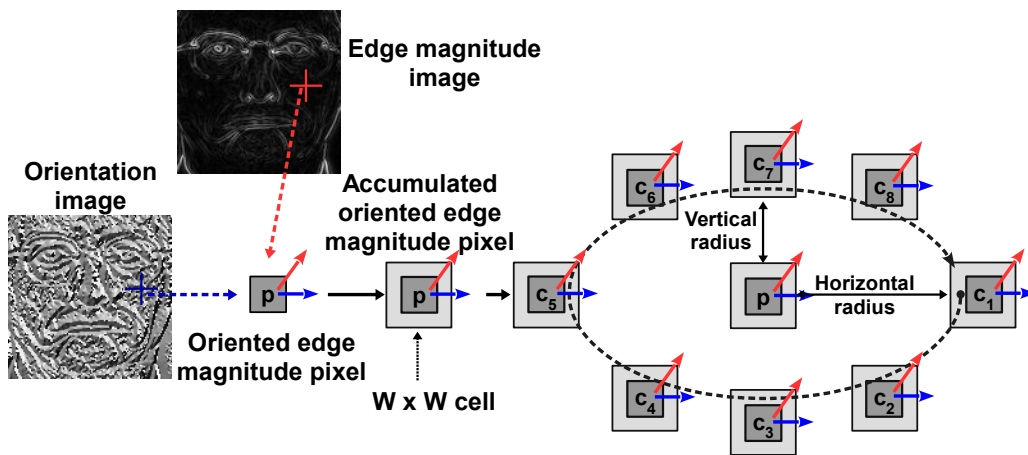 Edge magnitude
image
Orientation
image
Accumulated
oriented edge
magnitude pixel
p
Oriented edge
magnitude pixel
p
W x W cell
c5
c6
c7
c8
Vertical
radius
p
Horizontal
radius
c1
c4
c3
c2